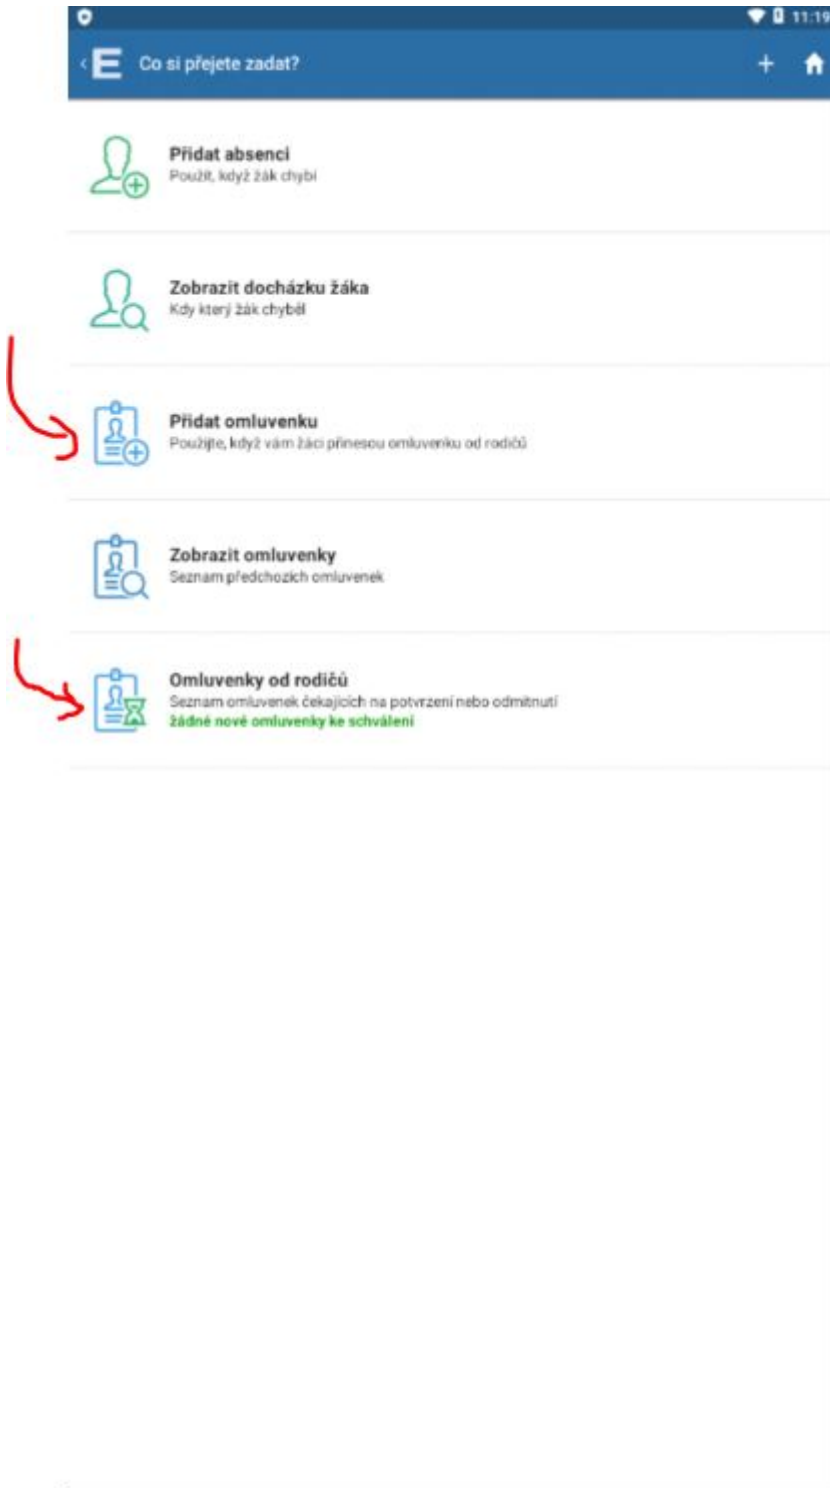 11:19
E Co si přejete zadat?
Přidat absenci
Použít, když žák chybí
Zobrazit docházku žáka
Kdy který žák chyběl
Přidat omluvenku
Použijte, když vám žáci přinesou omluvenku od rodičů
Zobrazit omluvenky
Seznam předchozích omluvenek
Omluvenky od rodičů
Seznam omluvenek čekajících na potvrzení nebo odmítnutí
žádné nové omluvenky ke schválení